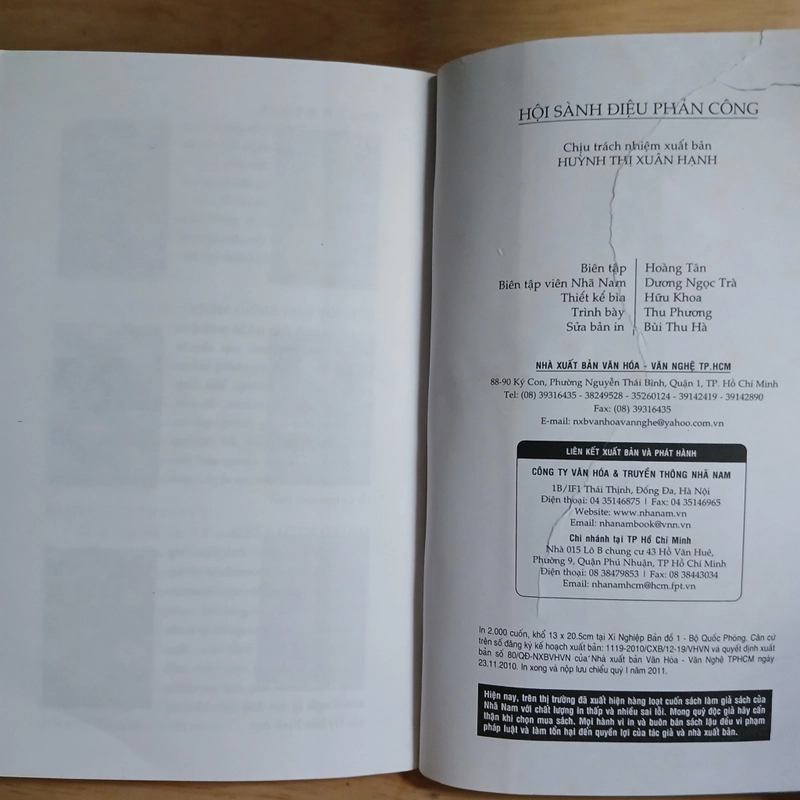 HỘI SÀNH ĐIỆU PHẢN CÔNG
Chịu trách nhiệm xuất bản
HUỲNH THỊ XUÂN HẠNH
Biên tập | Hoàng Tân
Biên tập viên Nhã Nam | Dương Ngọc Trà
Thiết kế bìa | Hữu Khoa
Trình bày | Thu Phương
Sửa bản in | Bùi Thu Hà
NHÀ XUẤT BẢN VĂN HÓA - VĂN NGHỆ TP.HCM
88-90 Ký Con, Phường Nguyễn Thái Bình, Quận 1, TP. Hồ Chí Minh
Tel: (08) 39316435 - 38249528 - 35260124 - 39142419 - 39142890
Fax: (08) 39316435
E-mail: nxbvanhoavannghe@yahoo.com.vn
LIÊN KẾT XUẤT BẢN VÀ PHÁT HÀNH
CÔNG TY VĂN HÓA & TRUYỀN THÔNG NHÃ NAM
1B/IF1 Thái Thịnh, Đống Đa, Hà Nội
Điện thoại: 04 35146875 | Fax: 04 35146965
Website: www.nhanam.vn
Email: nhanambook@vnn.vn
Chi nhánh tại TP Hồ Chí Minh
Nhà 015 Lô B chung cư 43 Hồ Văn Huê,
Phường 9, Quận Phú Nhuận, TP Hồ Chí Minh
Điện thoại: 08 38479853 | Fax: 08 38443034
Email: nhanamhcm@hcm.fpt.vn
In 2.000 cuốn, khổ 13 x 20.5cm tại Xí Nghiệp Bản đồ 1 - Bộ Quốc Phòng. Căn cứ
trên số đăng ký kế hoạch xuất bản: 1119-2010/CXB/12-19/VHVN và quyết định xuất
bản số 80/QĐ-NXBVHVN của Nhà xuất bản Văn Hóa - Văn Nghệ TPHCM ngày
23.11.2010. In xong và nộp lưu chiểu quý I năm 2011.
Hiện nay, trên thị trường đã xuất hiện hàng loạt cuốn sách làm giả sách của
Nhã Nam với chất lượng in thấp và nhiều sai lỗi. Mong quý độc giả hãy cẩn
thận khi chọn mua sách. Mọi hành vi in và buôn bán sách lậu đều vi phạm
pháp luật và làm tổn hại đến quyền lợi của tác giả và nhà xuất bản.